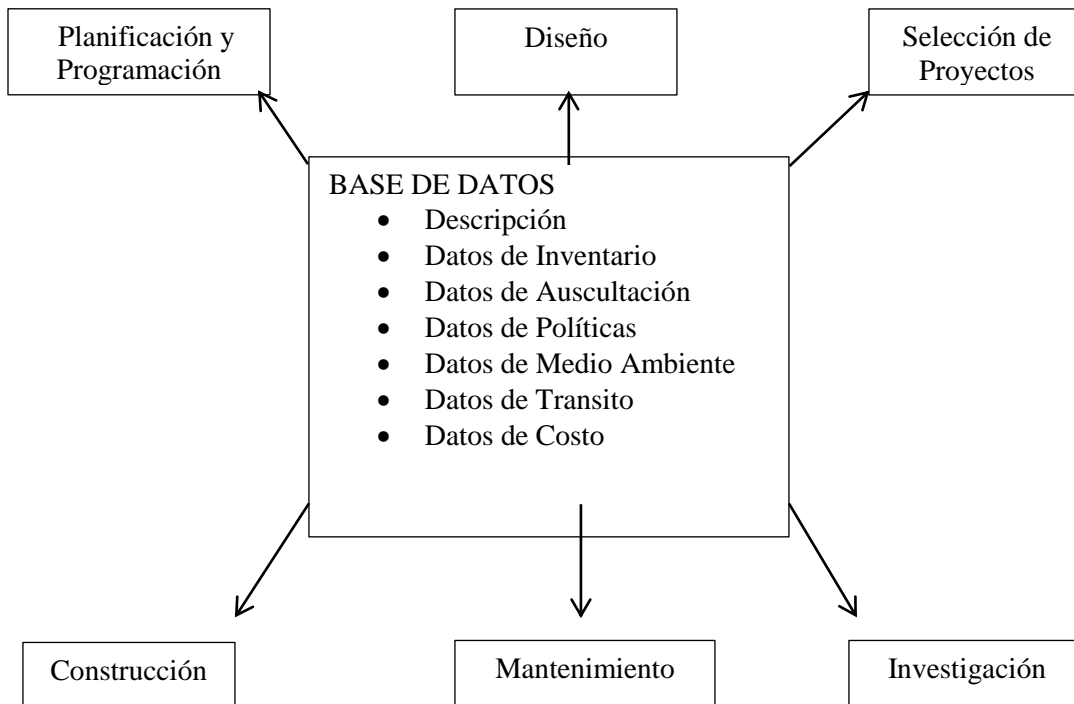 Planificación y
Programación
Diseño
Selección de
Proyectos
BASE DE DATOS
• Descripción
• Datos de Inventario
• Datos de Auscultación
• Datos de Políticas
• Datos de Medio Ambiente
• Datos de Transito
• Datos de Costo
Construcción
Mantenimiento
Investigación